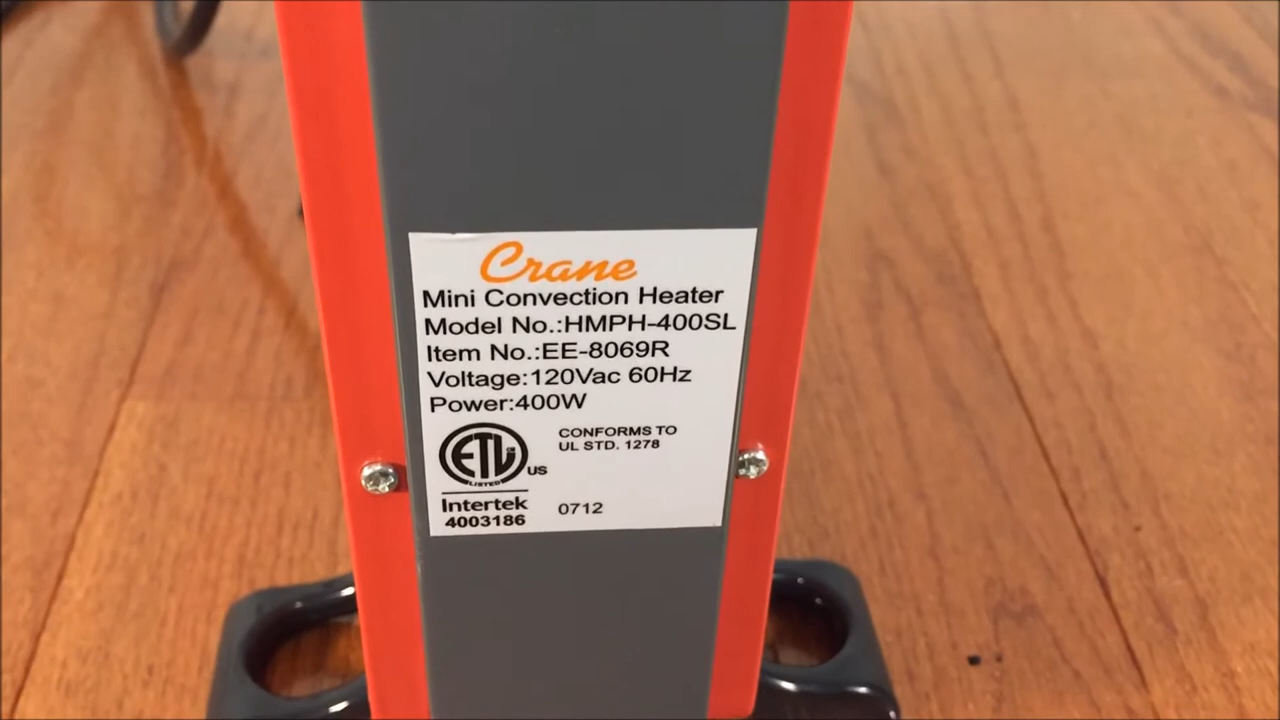 Crane
Mini Convection Heater
Model No.:HMPH-400SL
Item No.:EE-8069R
Voltage:120Vac 60Hz
Power:400W
ETL
LISTED
US
CONFORMS TO
UL STD. 1278
Intertek
4003186
0712